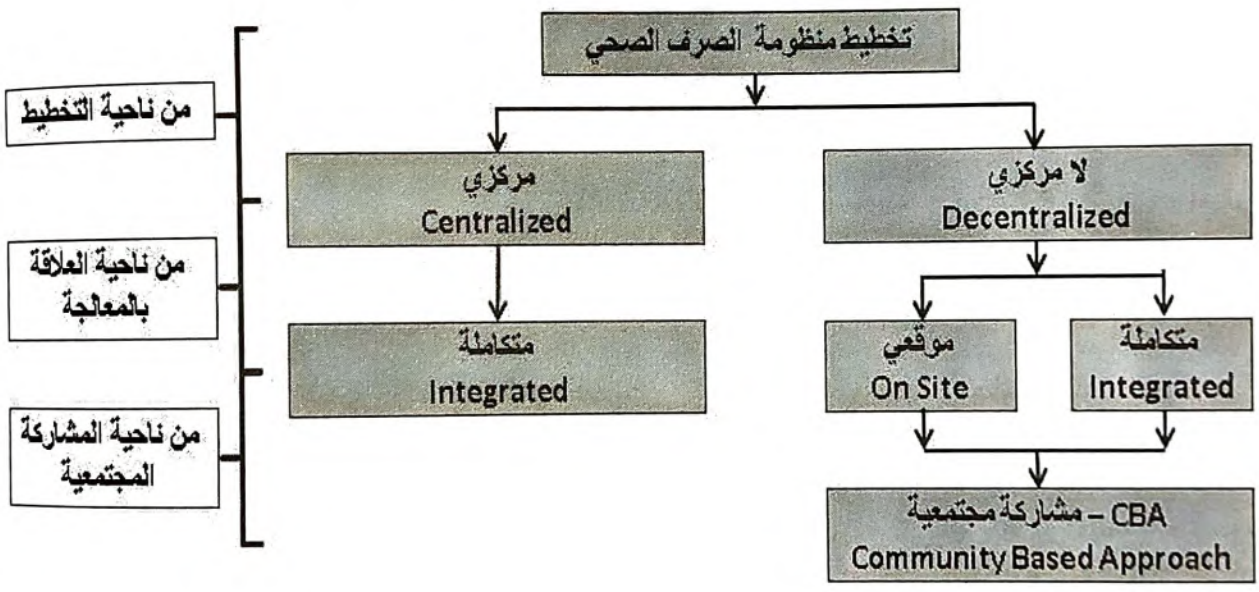 تخطيط منظومة الصرف الصحي
من ناحية التخطيط
لا مركزي
Decentralized
مركزي
Centralized
من ناحية العلاقة
بالمعالجة
متكاملة
Integrated
موقعي
On Site
متكاملة
Integrated
من ناحية المشاركة
المجتمعية
مشاركة مجتمعية – CBA
Community Based Approach